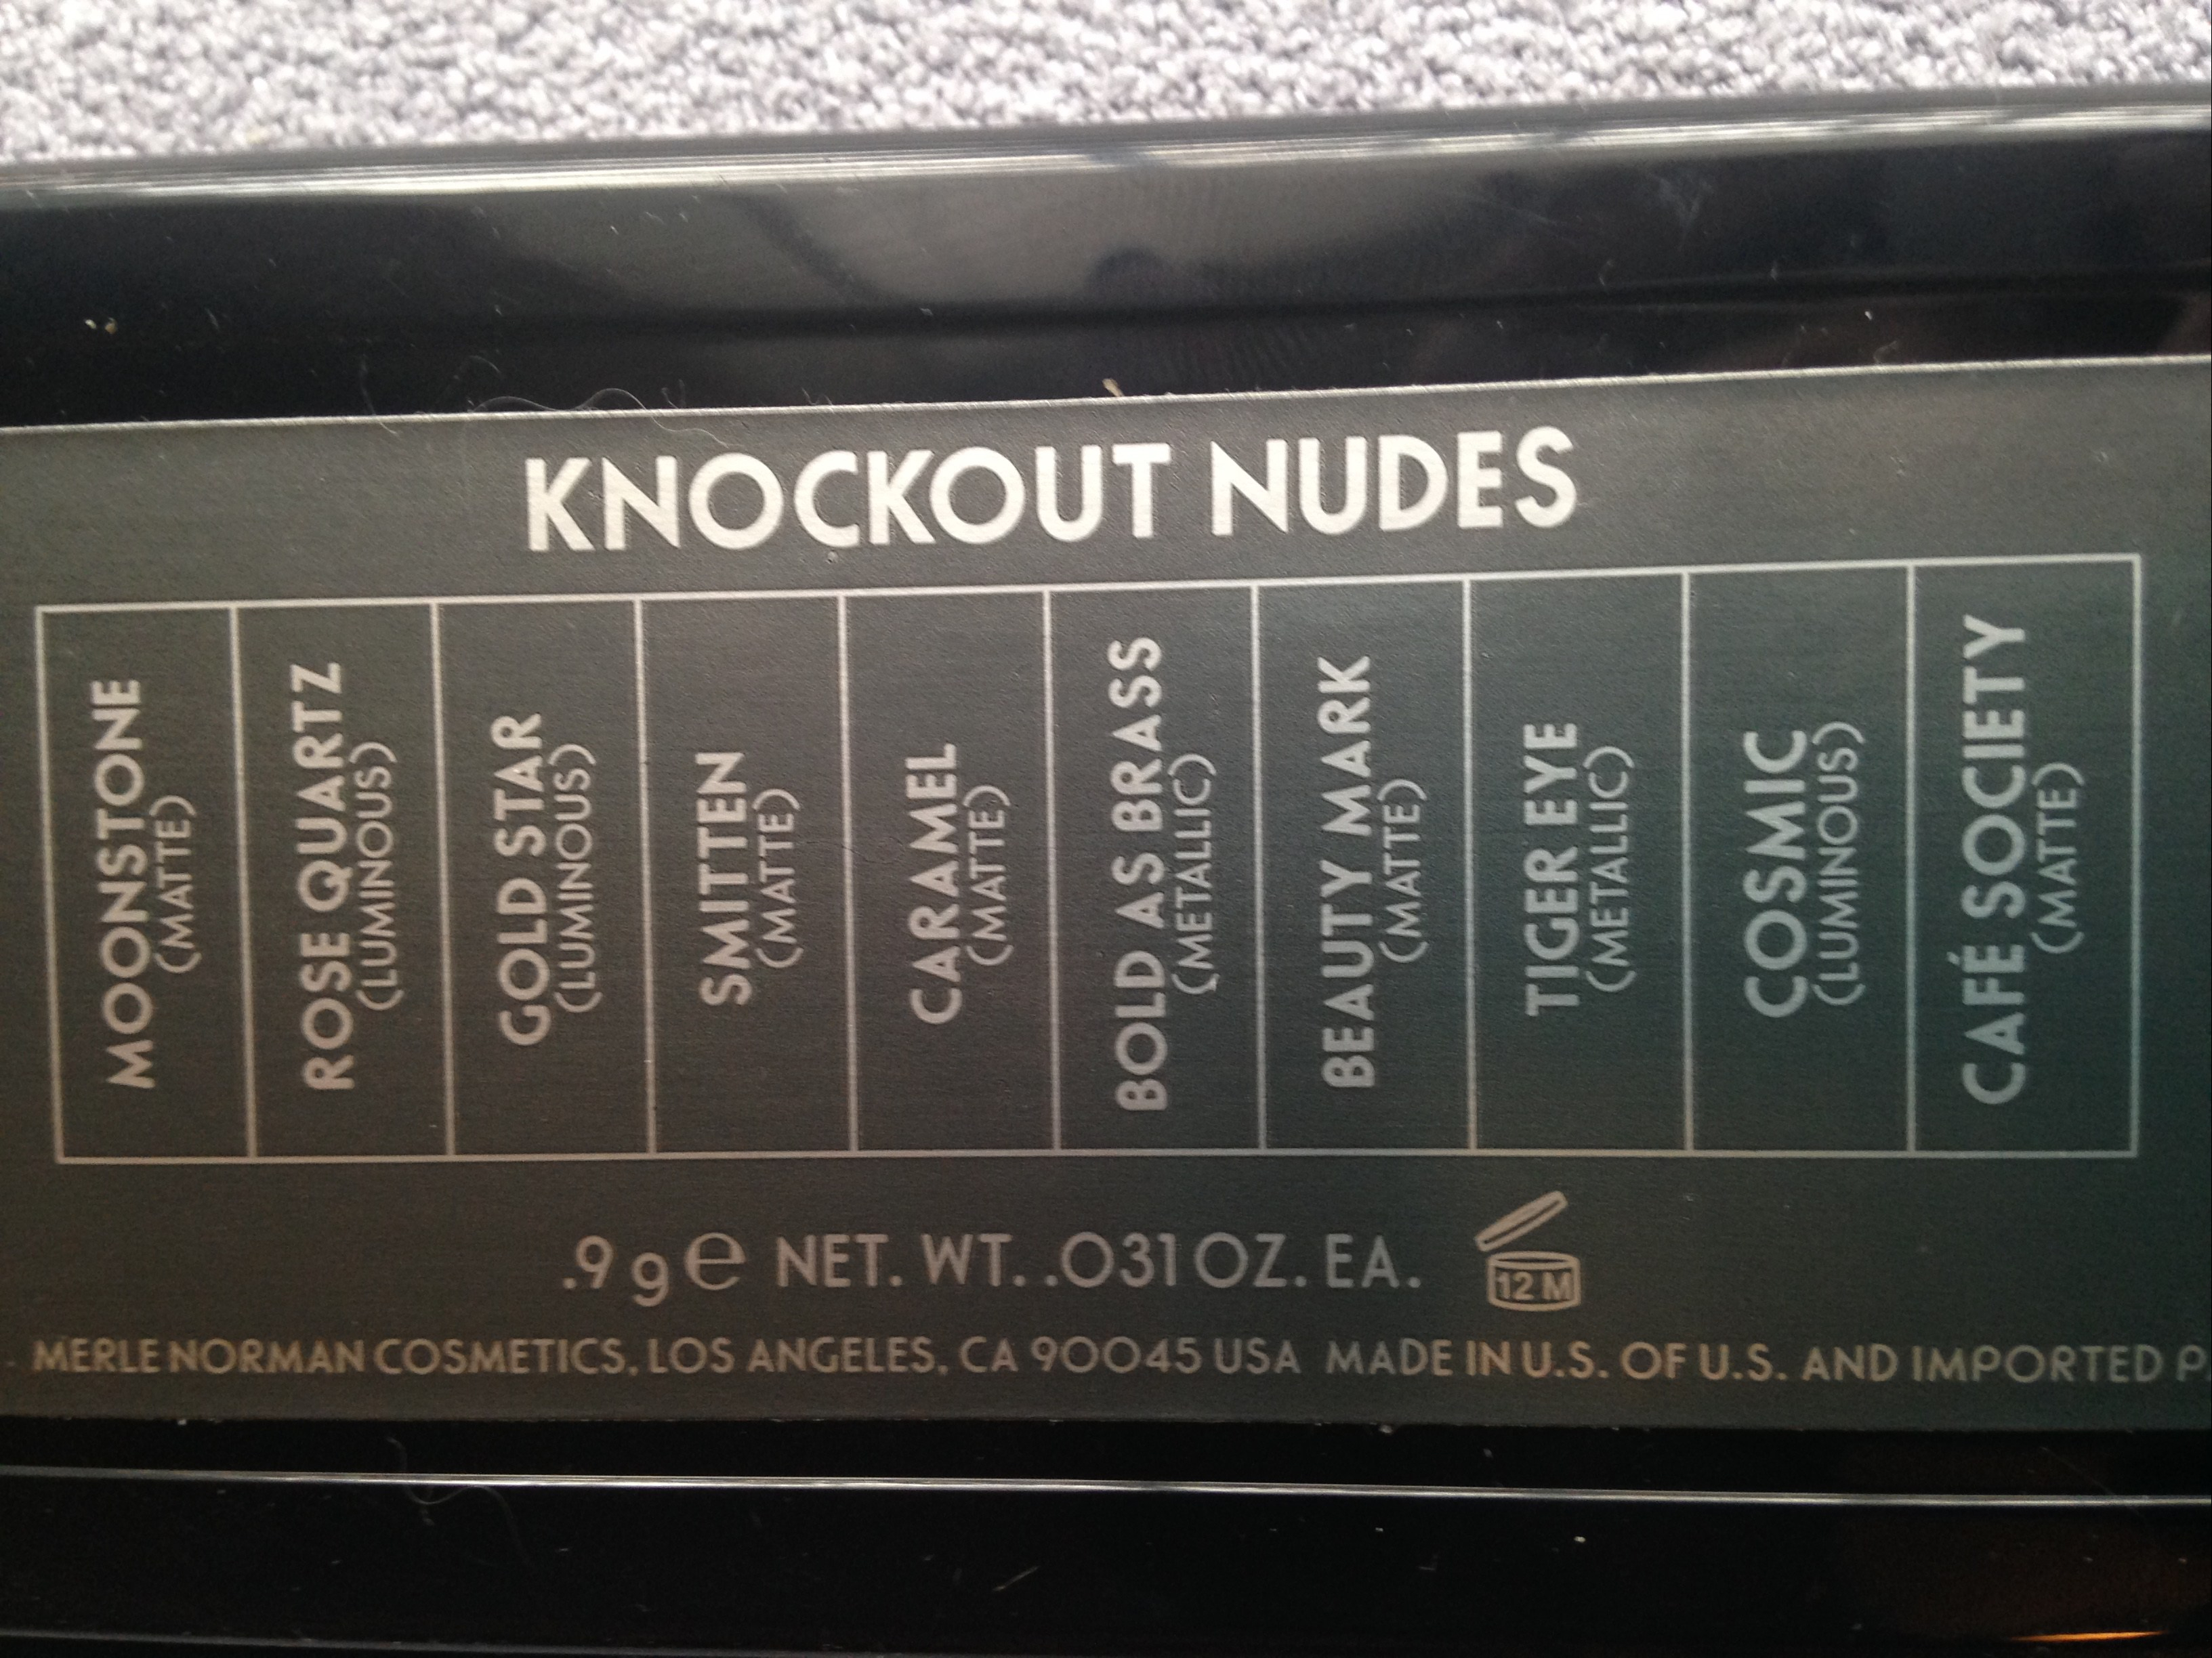 KNOCKOUT NUDES
MOONSTONE
(MATTE)
ROSE QUARTZ
(LUMINOUS)
GOLD STAR
(LUMINOUS)
SMITTEN
(MATTE)
CARAMEL
(MATTE)
BOLD AS BRASS
(METALLIC)
BEAUTY MARK
(MATTE)
TIGER EYE
(METALLIC)
COSMIC
(LUMINOUS)
CAFÉ SOCIETY
(MATTE)
.9 g e NET. WT. .031 OZ. EA. 12 M
MERLE NORMAN COSMETICS, LOS ANGELES, CA 90045 USA MADE IN U.S. OF U.S. AND IMPORTED